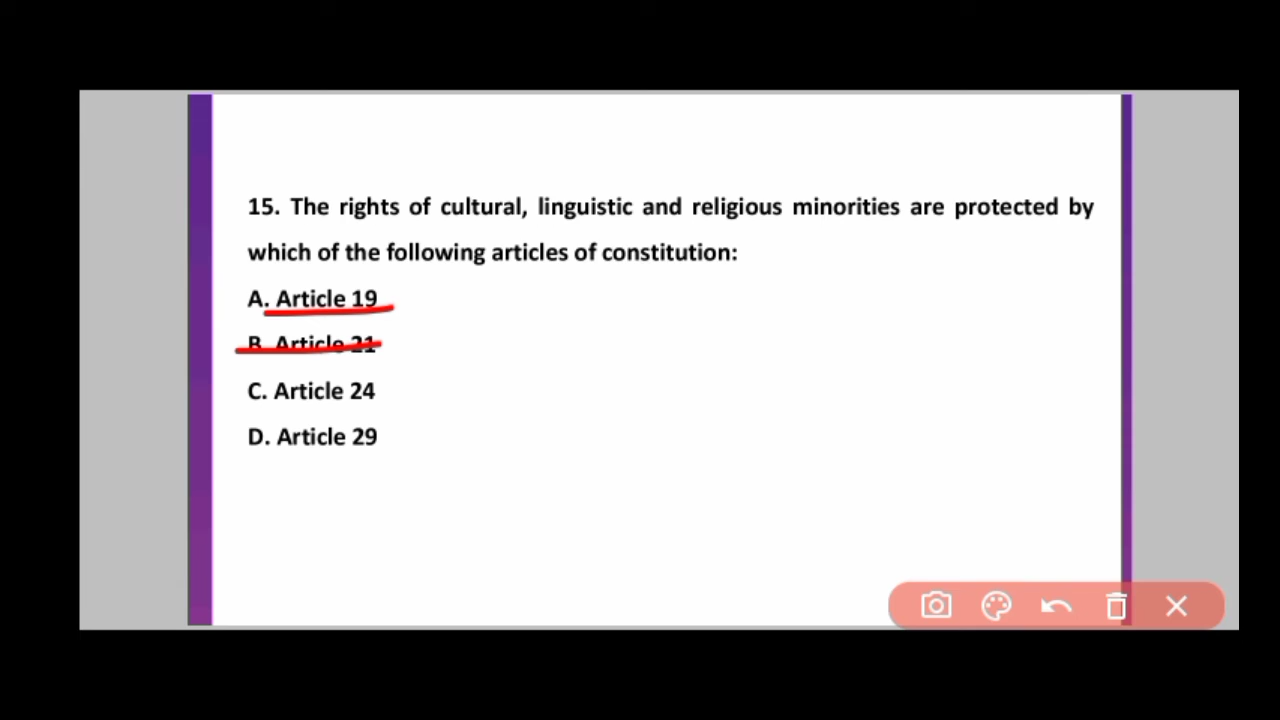 15. The rights of cultural, linguistic and religious minorities are protected by
which of the following articles of constitution:
A. Article 19
B. Article 21
C. Article 24
D. Article 29